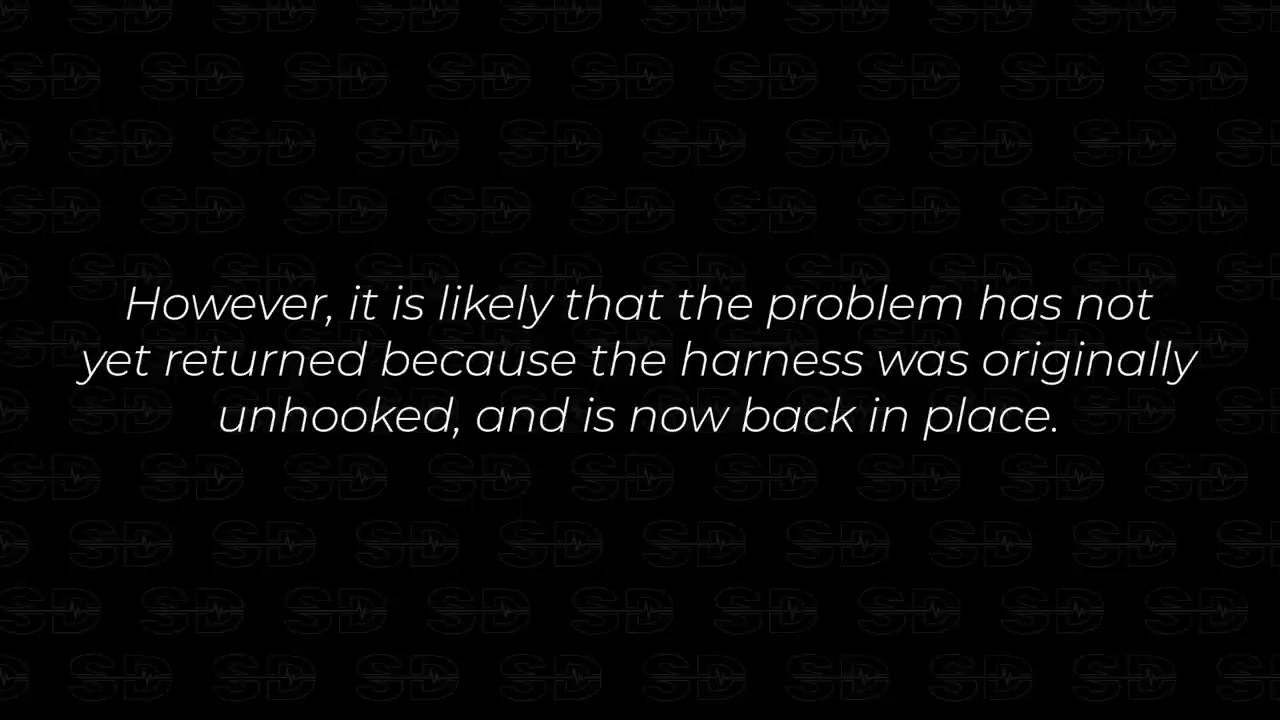 However, it is likely that the problem has not
yet returned because the harness was originally
unhooked, and is now back in place.